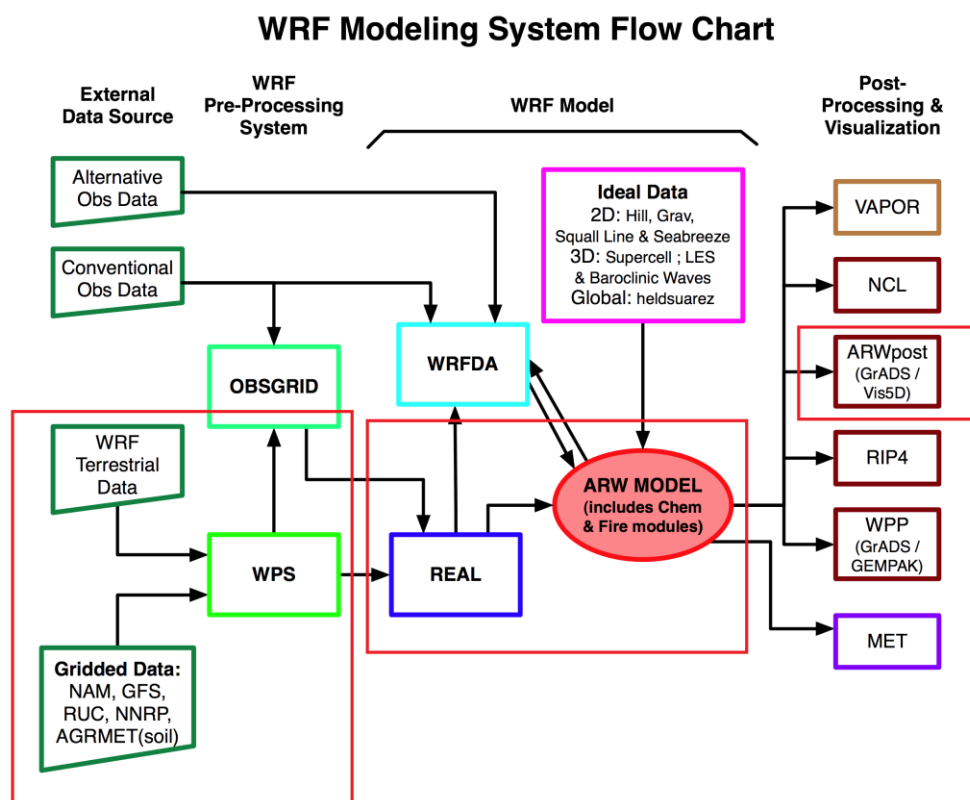 WRF Modeling System Flow Chart
External
Data Source
WRF
Pre-Processing
System
WRF Model
Post-
Processing &
Visualization
Alternative
Obs Data
Conventional
Obs Data
WRF
Terrestrial
Data
Gridded Data:
NAM, GFS,
RUC, NNRP,
AGRMET(soil)
OBSGRID
WPS
WRFDA
REAL
Ideal Data
2D: Hill, Grav,
Squall Line & Seabreeze
3D: Supercell ; LES
& Baroclinic Waves
Global: heldsuarez
ARW MODEL
(includes Chem
& Fire modules)
VAPOR
NCL
ARWpost
(GrADS /
Vis5D)
RIP4
WPP
(GrADS /
GEMPAK)
MET